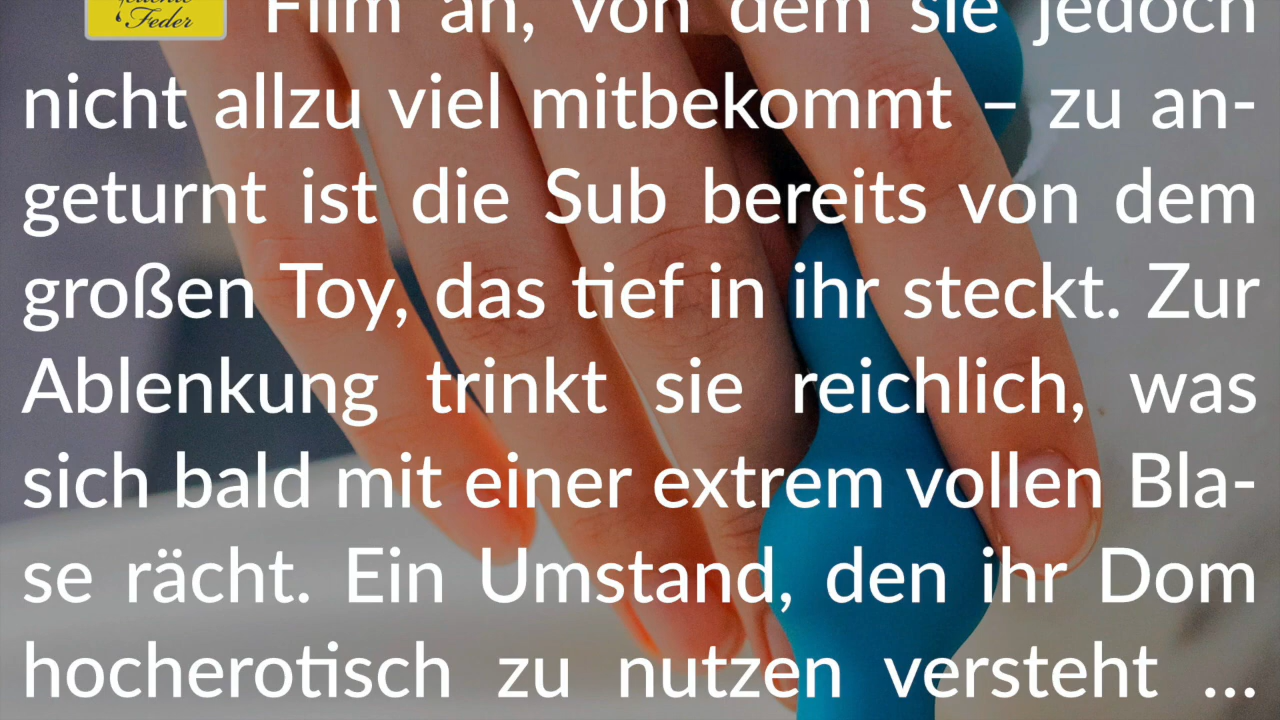 Feder
Film an, von dem sie jedoch
nicht allzu viel mitbekommt – zu an-
geturnt ist die Sub bereits von dem
großen Toy, das tief in ihr steckt. Zur
Ablenkung trinkt sie reichlich, was
sich bald mit einer extrem vollen Bla-
se rächt. Ein Umstand, den ihr Dom
hocherotisch zu nutzen versteht ...